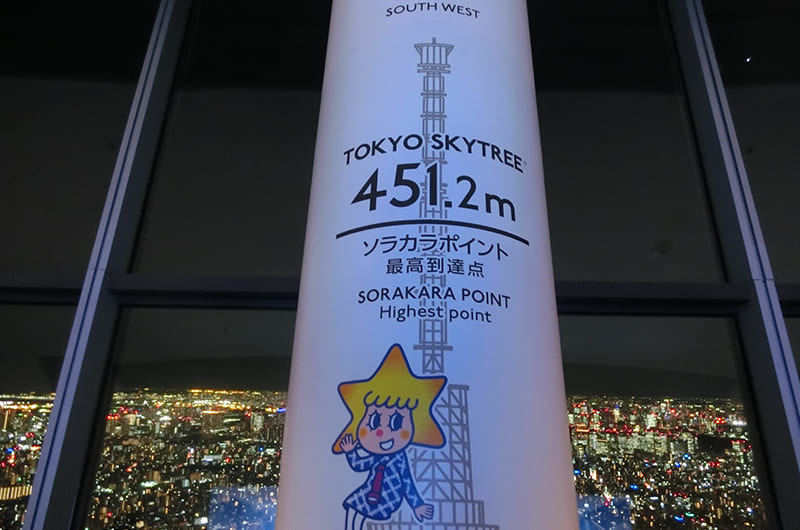 SOUTH WEST
TOKYO SKYTREE®
451.2m
ソラカラポイント
最高到達点
SORAKARA POINT
Highest point